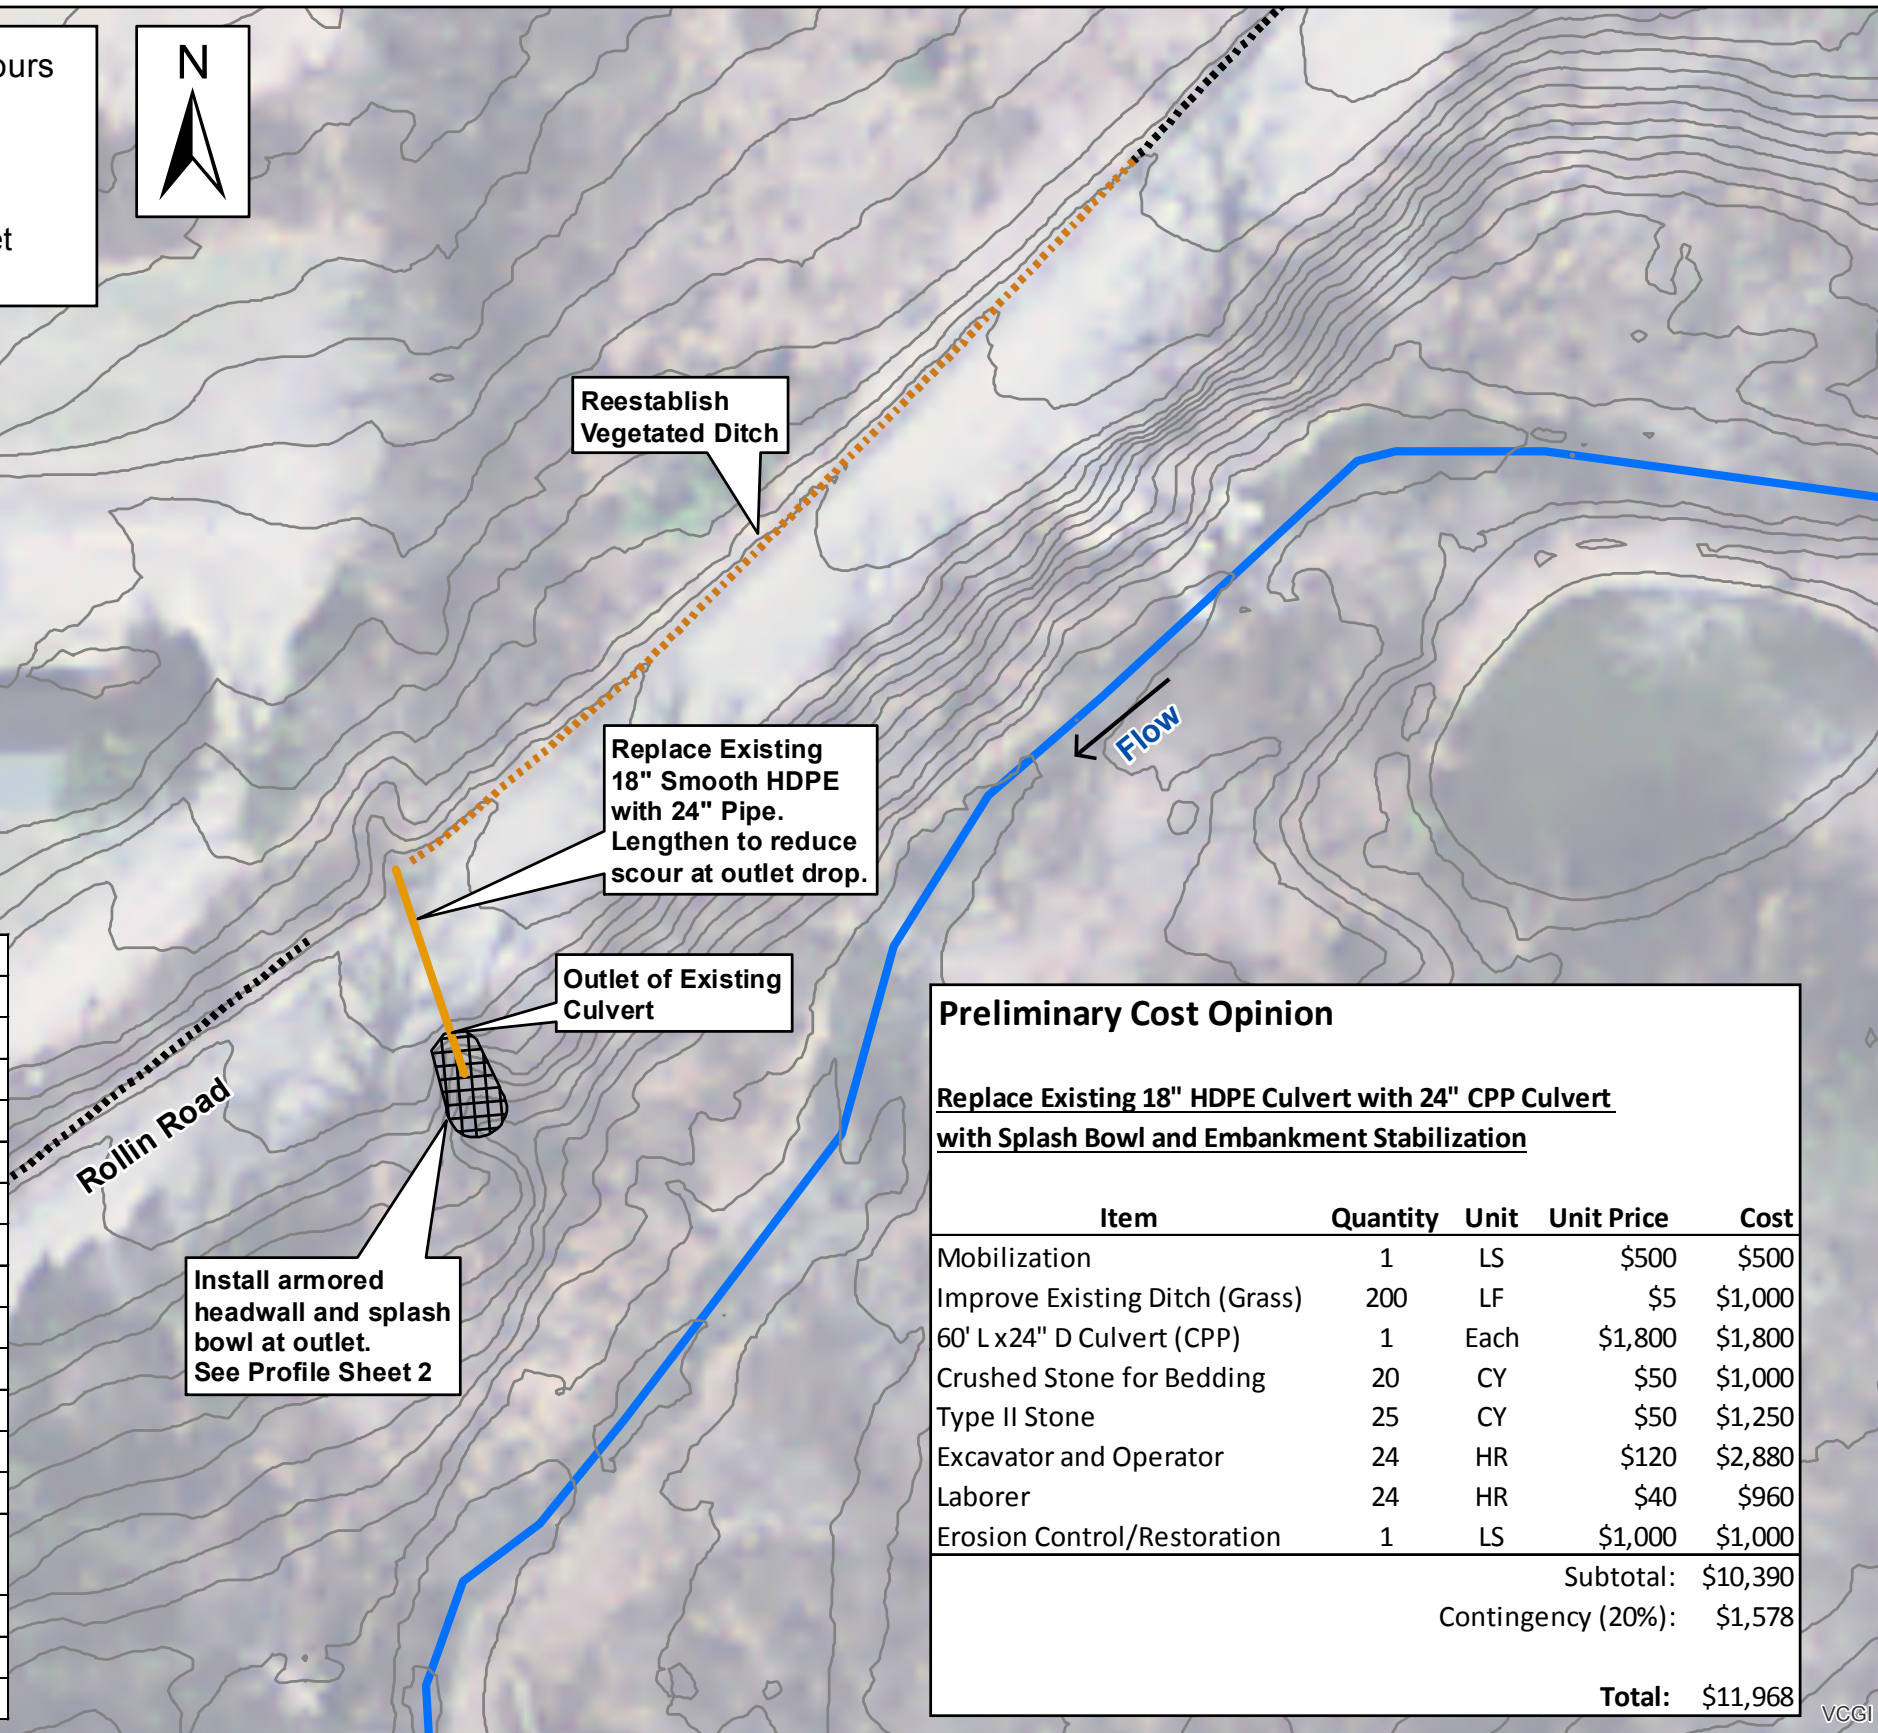 N
Reestablish
Vegetated Ditch
Replace Existing
18" Smooth HDPE
with 24" Pipe.
Lengthen to reduce
scour at outlet drop.
Flow
Outlet of Existing
Culvert
Rollin Road
Install armored
headwall and splash
bowl at outlet.
See Profile Sheet 2
Preliminary Cost Opinion
Replace Existing 18" HDPE Culvert with 24" CPP Culvert
with Splash Bowl and Embankment Stabilization
Item Quantity Unit Unit Price Cost
Mobilization 1 LS $500 $500
Improve Existing Ditch (Grass) 200 LF $5 $1,000
60' L x24" D Culvert (CPP) 1 Each $1,800 $1,800
Crushed Stone for Bedding 20 CY $50 $1,000
Type II Stone 25 CY $50 $1,250
Excavator and Operator 24 HR $120 $2,880
Laborer 24 HR $40 $960
Erosion Control/Restoration 1 LS $1,000 $1,000
Subtotal: $10,390
Contingency (20%): $1,578
Total: $11,968
VCGI